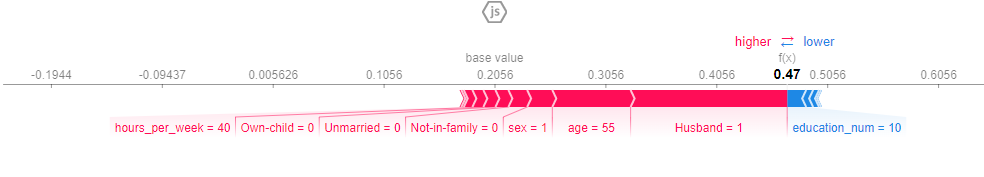 js
higher ⇄ lower
base value f(x)
-0.1944 -0.09437 0.005626 0.1056 0.2056 0.3056 0.4056 0.47 0.5056 0.6056
hours_per_week = 40 Own-child = 0 Unmarried = 0 Not-in-family = 0 sex = 1 age = 55 Husband = 1 education_num = 10